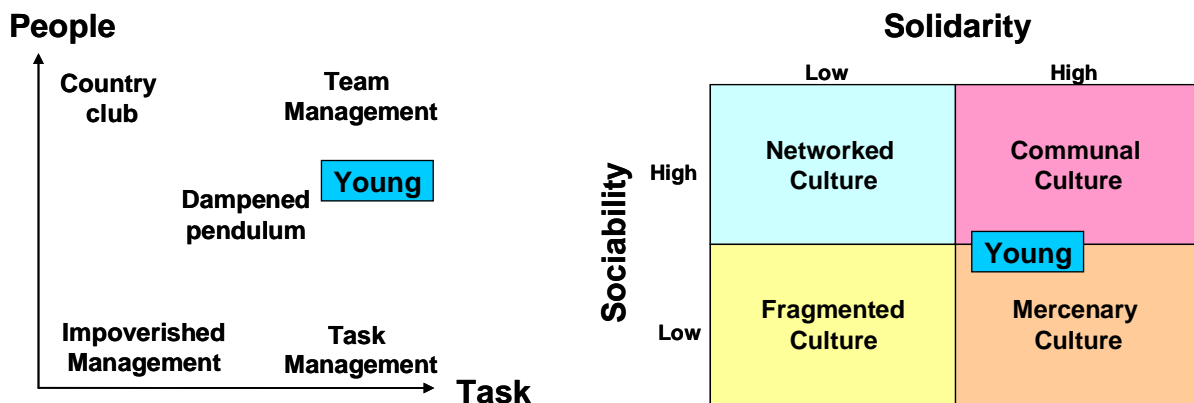 People
Country
club
Team
Management
Young
Dampened
pendulum
Impoverished
Management
Task
Management
Task
Solidarity
Low
High
Sociability
High
Networked
Culture
Communal
Culture
Young
Low
Fragmented
Culture
Mercenary
Culture